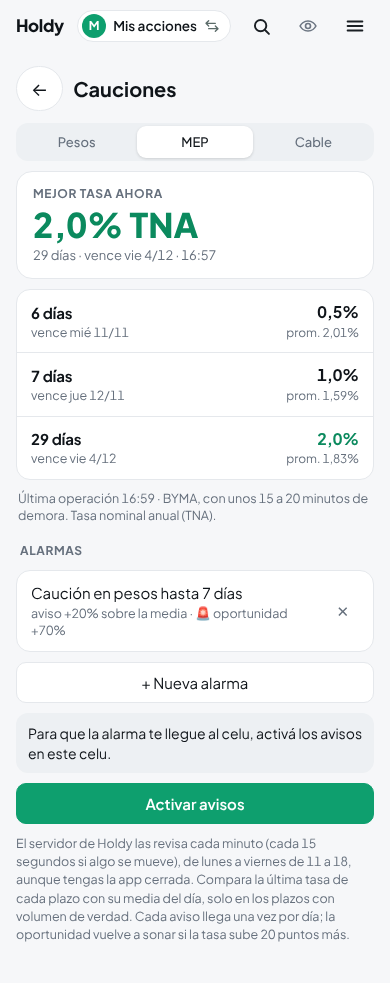 Holdy
M
Mis acciones
← Cauciones
Pesos
MEP
Cable
MEJOR TASA AHORA
2,0% TNA
29 días · vence vie 4/12 · 16:57
6 días
0,5%
vence mié 11/11
prom. 2,01%
7 días
1,0%
vence jue 12/11
prom. 1,59%
29 días
2,0%
vence vie 4/12
prom. 1,83%
Última operación 16:59 · BYMA, con unos 15 a 20 minutos de
demora. Tasa nominal anual (TNA).
ALARMAS
Caución en pesos hasta 7 días
aviso +20% sobre la media · 🚨 oportunidad
+70%
×
+ Nueva alarma
Para que la alarma te llegue al celu, activá los avisos
en este celu.
Activar avisos
El servidor de Holdy las revisa cada minuto (cada 15
segundos si algo se mueve), de lunes a viernes de 11 a 18,
aunque tengas la app cerrada. Compara la última tasa de
cada plazo con su media del día, solo en los plazos con
volumen de verdad. Cada aviso llega una vez por día; la
oportunidad vuelve a sonar si la tasa sube 20 puntos más.